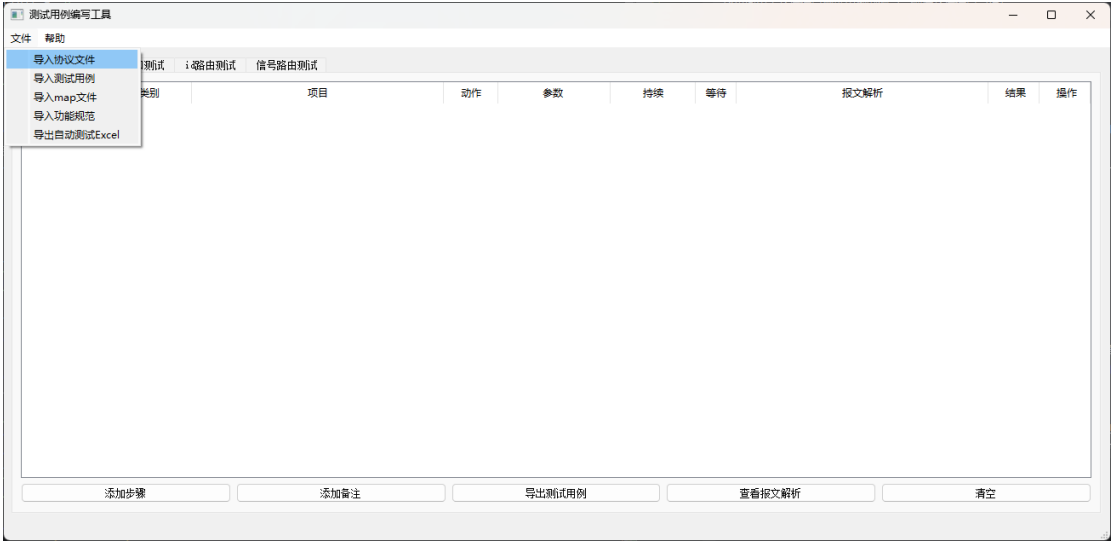 测试用例编写工具
文件 帮助
导入协议文件
导入测试用例
导入map文件
导入功能规范
导出自动测试Excel
测试 id路由测试 信号路由测试
类别 项目 动作 参数 持续 等待 报文解析 结果 操作
添加步骤 添加备注 导出测试用例 查看报文解析 清空